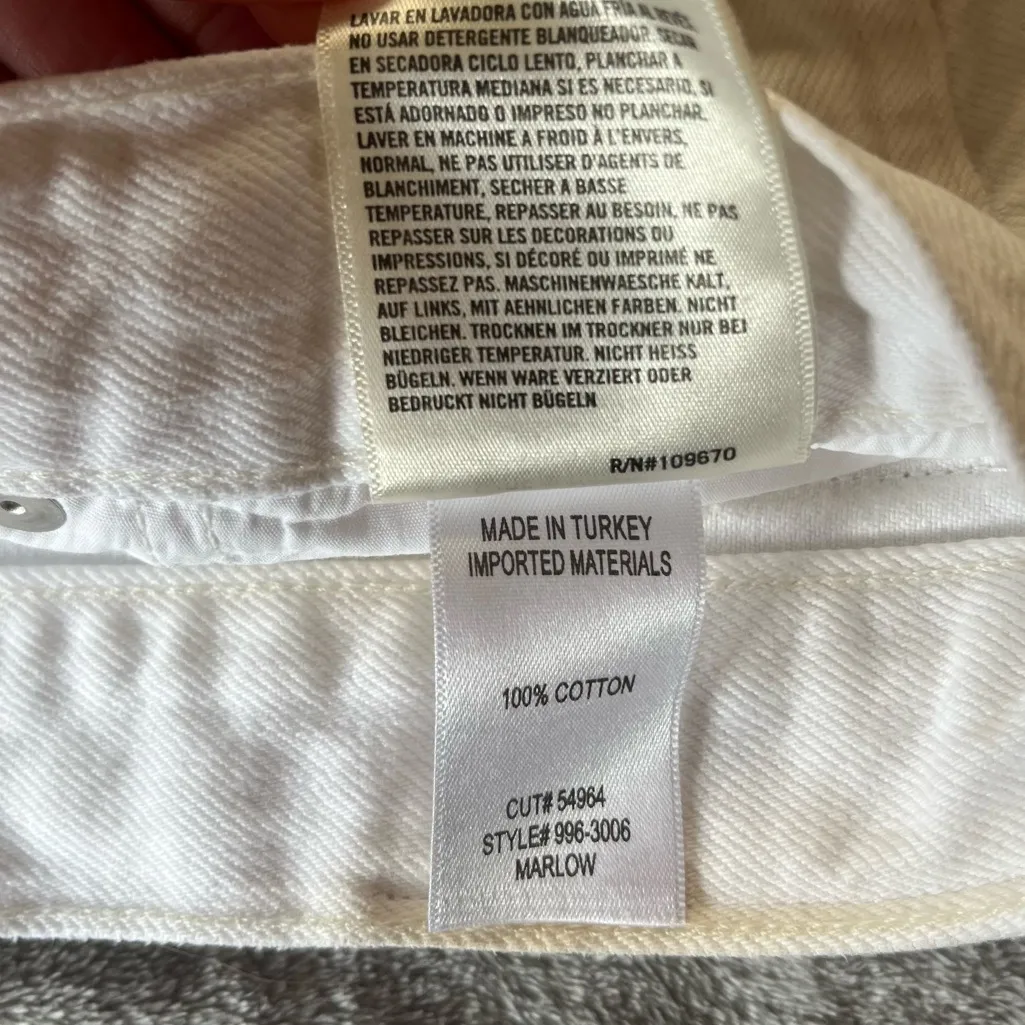 LAVAR EN LAVADORA CON AGUA FRIA AL REVES
NO USAR DETERGENTE BLANQUEADOR. SECAR
EN SECADORA CICLO LENTO, PLANCHAR A
TEMPERATURA MEDIANA SI ES NECESARIO. SI
ESTÁ ADORNADO O IMPRESO NO PLANCHAR.
LAVER EN MACHINE A FROID À L'ENVERS,
NORMAL, NE PAS UTILISER D'AGENTS DE
BLANCHIMENT, SECHER A BASSE
TEMPERATURE, REPASSER AU BESOIN. NE PAS
REPASSER SUR LES DECORATIONS OU
IMPRESSIONS, SI DÉCORÉ OU IMPRIMÉ NE
REPASSEZ PAS. MASCHINENWAESCHE KALT,
AUF LINKS, MIT AEHNLICHEN FARBEN. NICHT
BLEICHEN. TROCKNEN IM TROCKNER NUR BEI
NIEDRIGER TEMPERATUR. NICHT HEISS
BÜGELN. WENN WARE VERZIERT ODER
BEDRUCKT NICHT BÜGELN
R/N#109670
MADE IN TURKEY
IMPORTED MATERIALS
100% COTTON
CUT# 54964
STYLE# 996-3006
MARLOW